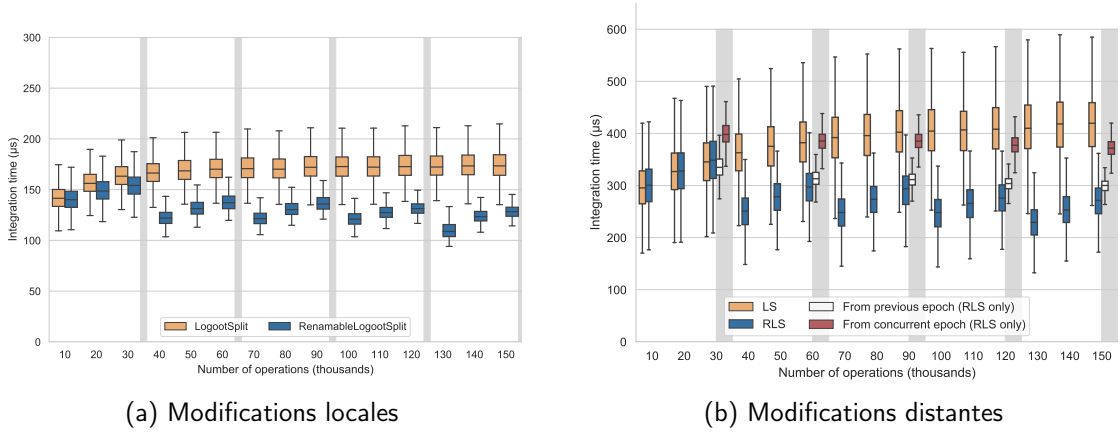 300
250
200
150
100
50
0
Integration time (µs)
LogootSplit
RenamableLogootSplit
10 20 30 40 50 60 70 80 90 100 110 120 130 140 150
Number of operations (thousands)
(a) Modifications locales
600
500
400
300
200
100
0
Integration time (µs)
LS
RLS
From previous epoch (RLS only)
From concurrent epoch (RLS only)
10 20 30 40 50 60 70 80 90 100 110 120 130 140 150
Number of operations (thousands)
(b) Modifications distantes